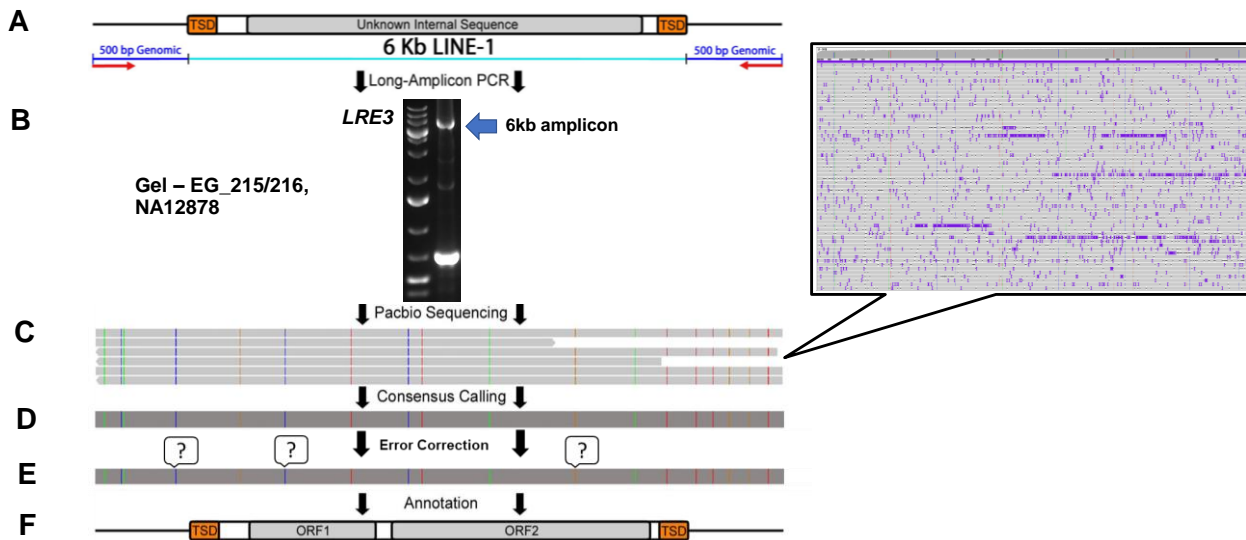 A
TSD
Unknown Internal Sequence
TSD
500 bp Genomic
6 Kb LINE-1
500 bp Genomic
Long-Amplicon PCR
B
LRE3
6kb amplicon
Gel – EG_215/216,
NA12878
Pacbio Sequencing
C
Consensus Calling
D
Error Correction
? ? ?
E
Annotation
F
TSD
ORF1
ORF2
TSD